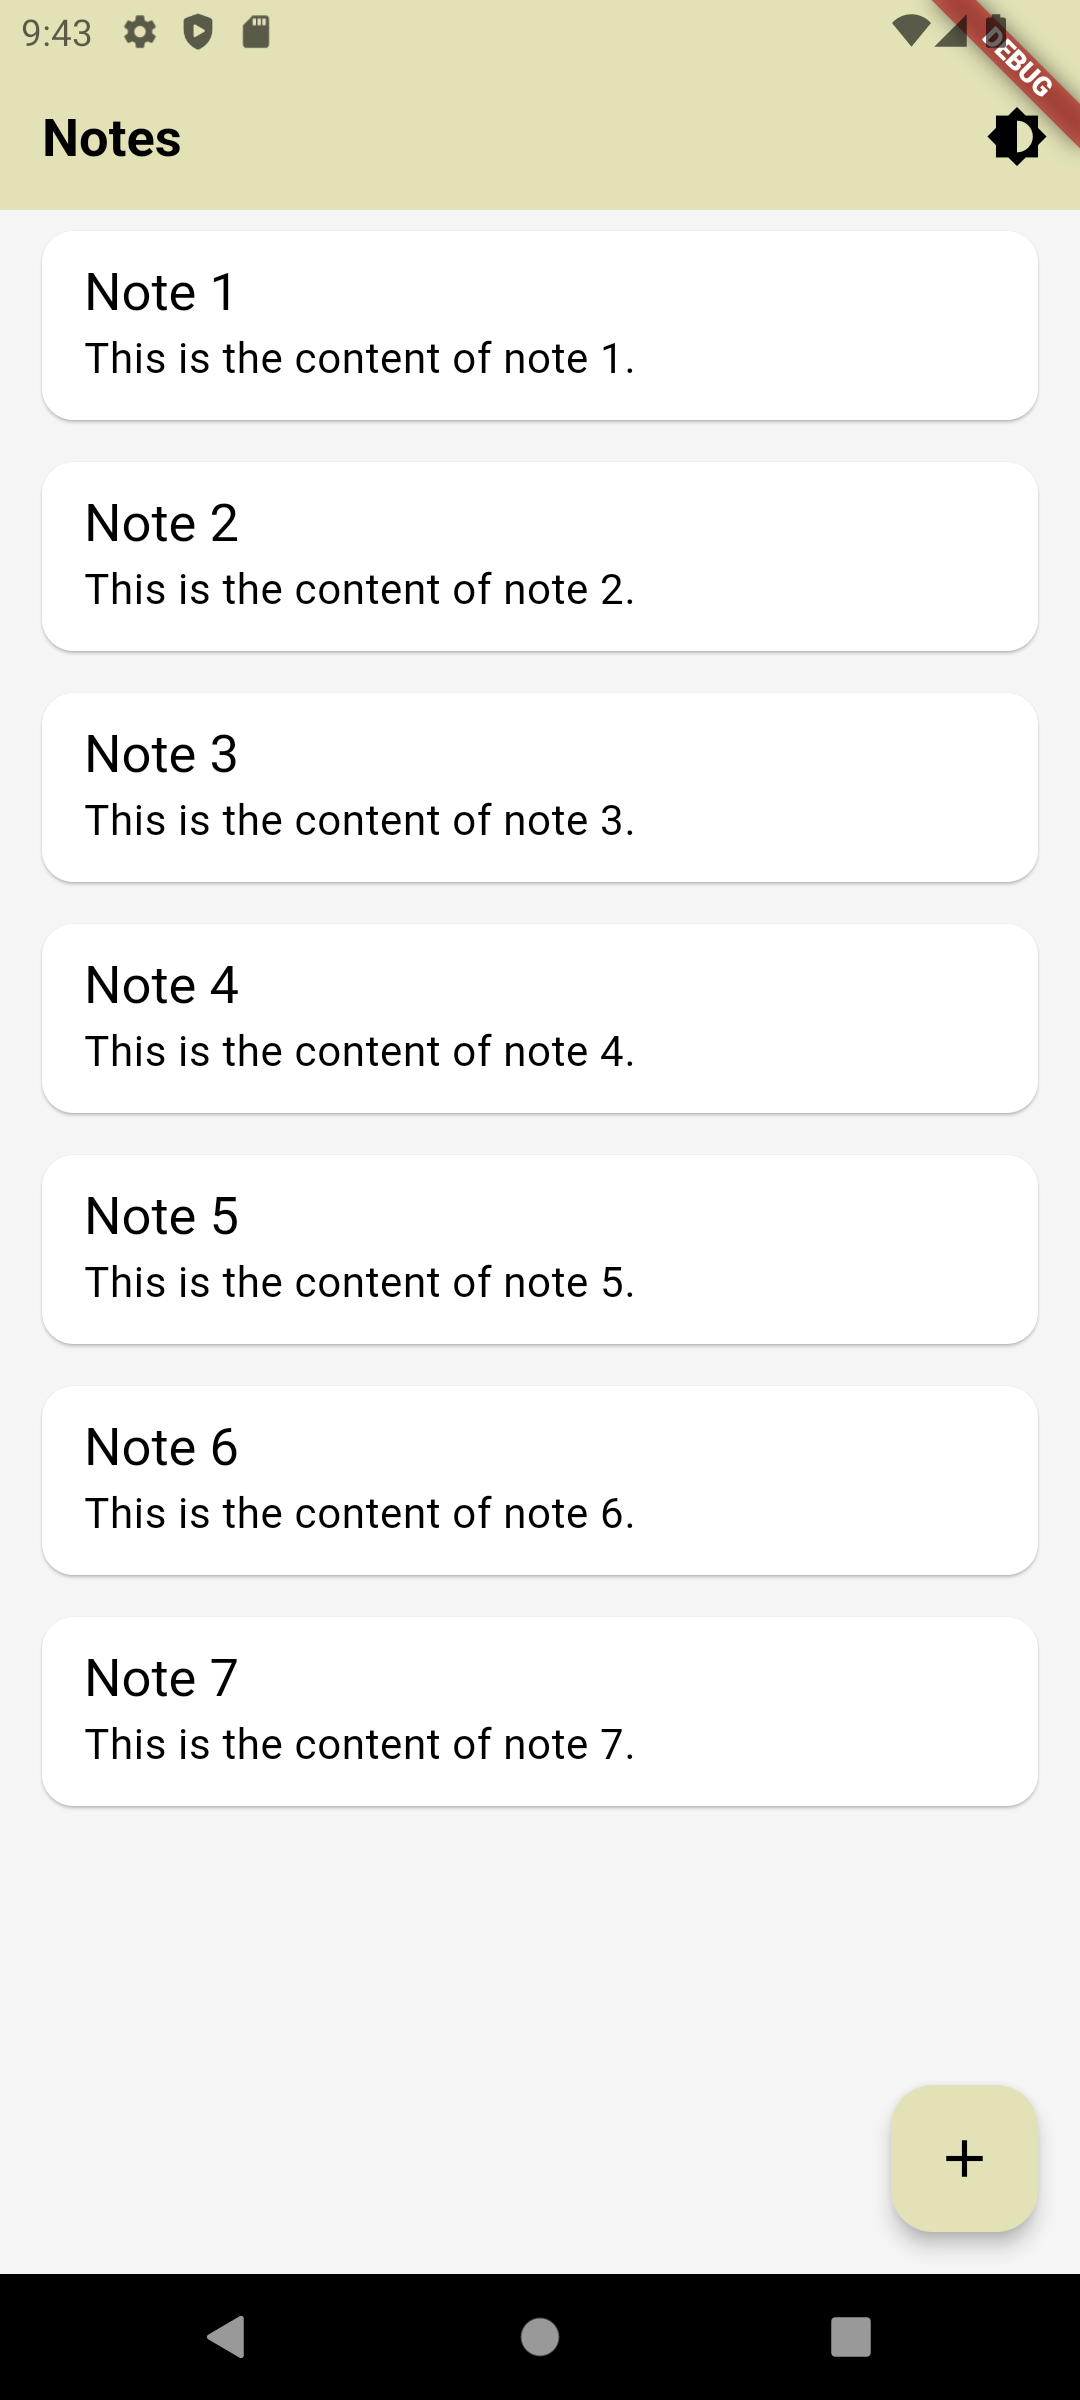 9:43
DEBUG
Notes
Note 1
This is the content of note 1.
Note 2
This is the content of note 2.
Note 3
This is the content of note 3.
Note 4
This is the content of note 4.
Note 5
This is the content of note 5.
Note 6
This is the content of note 6.
Note 7
This is the content of note 7.